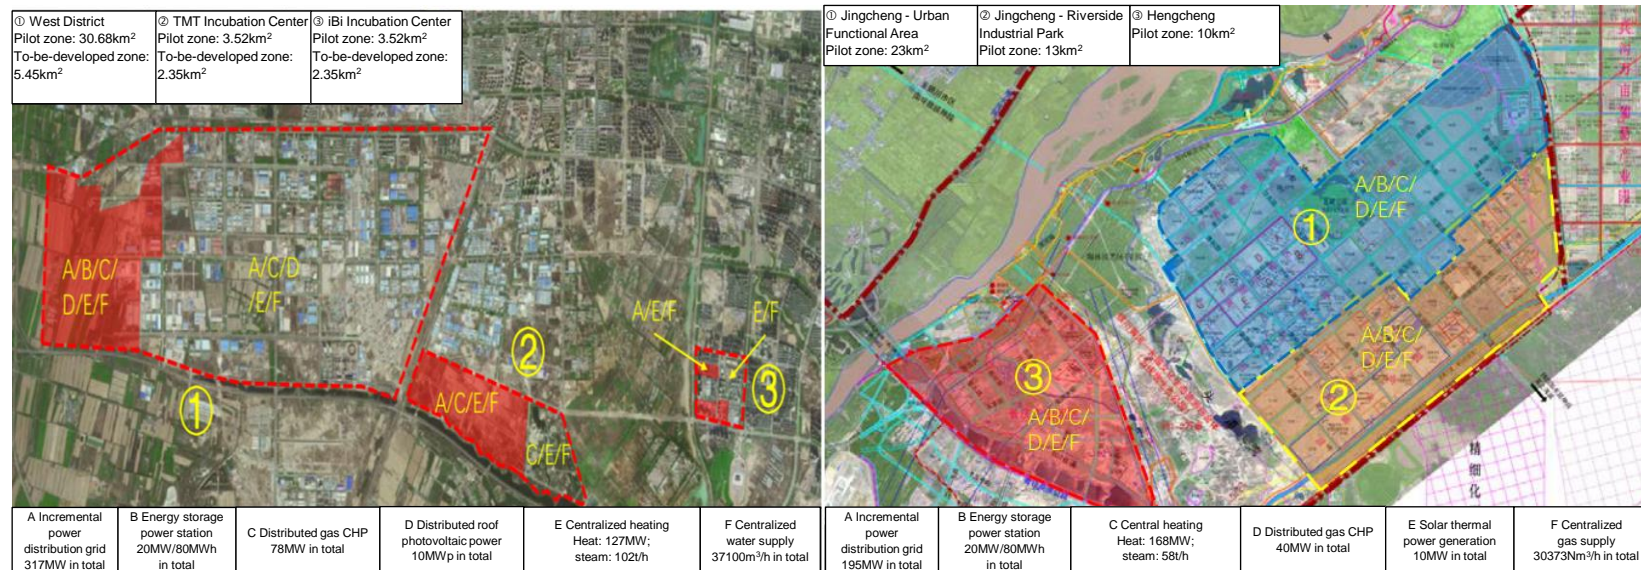 ① West District
Pilot zone: 30.68km²
To-be-developed zone:
5.45km²
② TMT Incubation Center
Pilot zone: 3.52km²
To-be-developed zone:
2.35km²
③ iBi Incubation Center
Pilot zone: 3.52km²
To-be-developed zone:
2.35km²
A/B/C/
D/E/F
A/C/D
/E/F
①
②
A/C/E/F
C/E/F
A/E/F
E/F
③
A Incremental
power
distribution grid
317MW in total
B Energy storage
power station
20MW/80MWh
in total
C Distributed gas CHP
78MW in total
D Distributed roof
photovoltaic power
10MWp in total
E Centralized heating
Heat: 127MW;
steam: 102t/h
F Centralized
water supply
37100m³/h in total
① Jingcheng - Urban
Functional Area
Pilot zone: 23km²
② Jingcheng - Riverside
Industrial Park
Pilot zone: 13km²
③ Hengcheng
Pilot zone: 10km²
A/B/C/
D/E/F
①
A/B/C/
D/E/F
②
③
A/B/C/
D/E/F
精
细
化
A Incremental
power
distribution grid
195MW in total
B Energy storage
power station
20MW/80MWh
in total
C Central heating
Heat: 168MW;
steam: 58t/h
D Distributed gas CHP
40MW in total
E Solar thermal
power generation
10MW in total
F Centralized
gas supply
30373Nm³/h in total